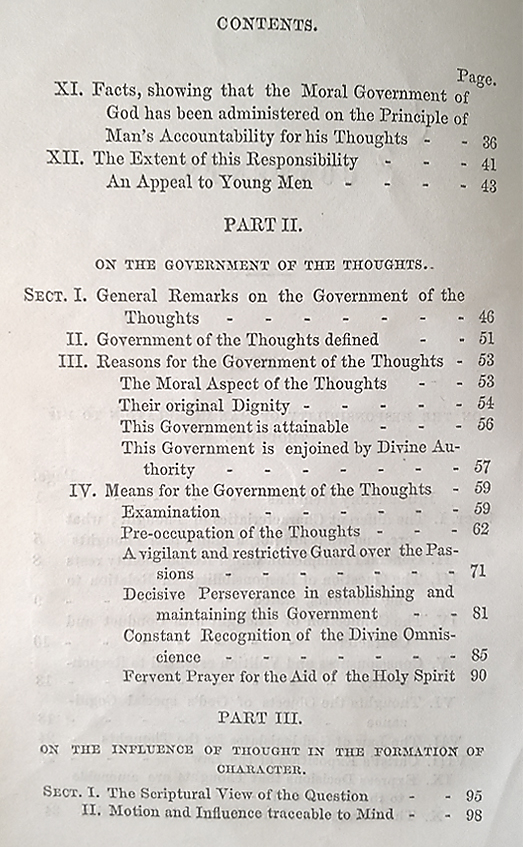 CONTENTS.
Page.
XI. Facts, showing that the Moral Government of
God has been administered on the Principle of
Man's Accountability for his Thoughts - - 36
XII. The Extent of this Responsibility - - - 41
An Appeal to Young Men - - - - 43
PART II.
ON THE GOVERNMENT OF THE THOUGHTS..
SECT. I. General Remarks on the Government of the
Thoughts - - - - - - - 46
II. Government of the Thoughts defined - - 51
III. Reasons for the Government of the Thoughts - 53
The Moral Aspect of the Thoughts - - 53
Their original Dignity - - - - - 54
This Government is attainable - - - 56
This Government is enjoined by Divine Au-
thority - - - - - - - 57
IV. Means for the Government of the Thoughts - 59
Examination - - - - - - 59
Pre-occupation of the Thoughts - - - 62
A vigilant and restrictive Guard over the Pas-
sions - - - - - - - 71
Decisive Perseverance in establishing and
maintaining this Government - - 81
Constant Recognition of the Divine Omnis-
cience - - - - - - - 85
Fervent Prayer for the Aid of the Holy Spirit 90
PART III.
ON THE INFLUENCE OF THOUGHT IN THE FORMATION OF
CHARACTER.
SECT. I. The Scriptural View of the Question - - 95
II. Motion and Influence traceable to Mind - - 98